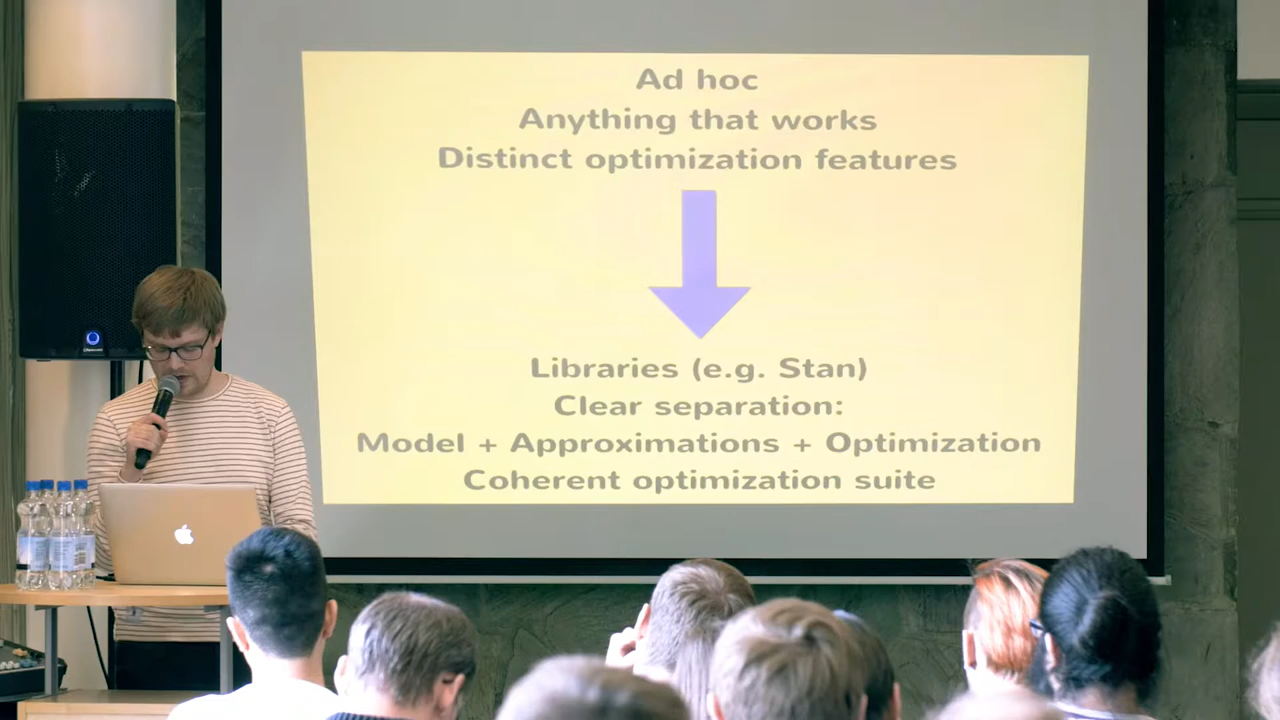 Ad hoc
Anything that works
Distinct optimization features
Libraries (e.g. Stan)
Clear separation:
Model + Approximations + Optimization
Coherent optimization suite